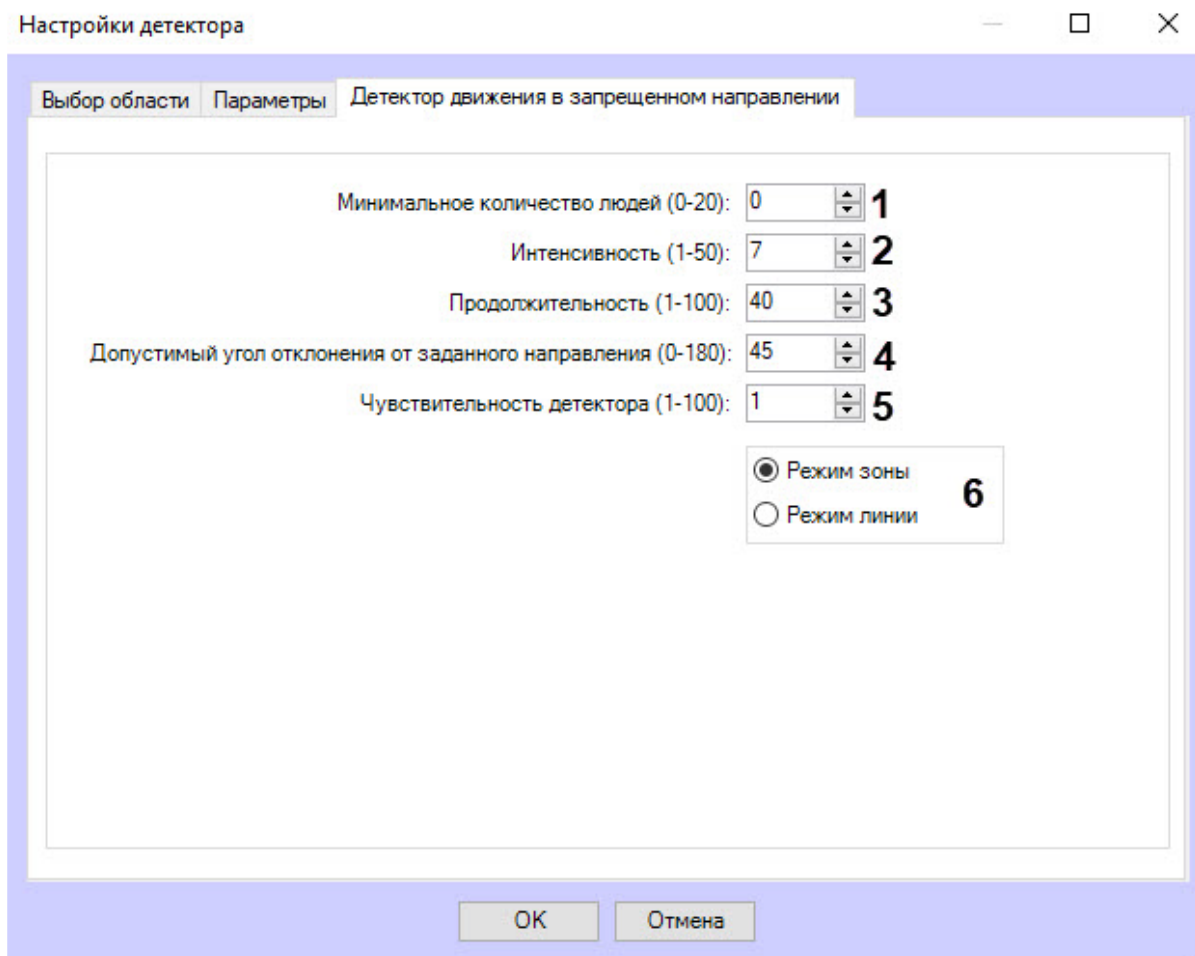 Настройки детектора
Выбор области Параметры Детектор движения в запрещенном направлении
Минимальное количество людей (0-20): 0 1
Интенсивность (1-50): 7 2
Продолжительность (1-100): 40 3
Допустимый угол отклонения от заданного направления (0-180): 45 4
Чувствительность детектора (1-100): 1 5
Режим зоны
6
Режим линии
OK Отмена